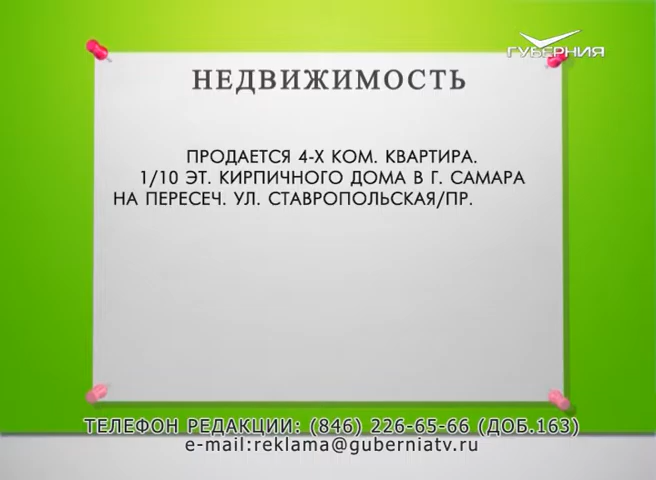 ГУБЕРНИЯ
НЕДВИЖИМОСТЬ
ПРОДАЕТСЯ 4-Х КОМ. КВАРТИРА.
1/10 ЭТ. КИРПИЧНОГО ДОМА В Г. САМАРА
НА ПЕРЕСЕЧ. УЛ. СТАВРОПОЛЬСКАЯ/ПР.
ТЕЛЕФОН РЕДАКЦИИ: (846) 226-65-66 (ДОБ.163)
e-mail:reklama@guberniatv.ru